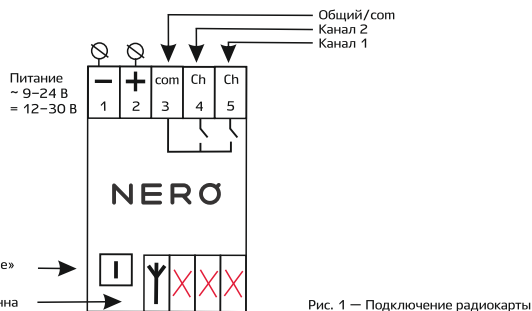 Общий/com
Канал 2
Канал 1
Питание
~ 9–24 В
= 12–30 В
com Ch Ch
1 2 3 4 5
NERO
Рис. 1 — Подключение радиокарты